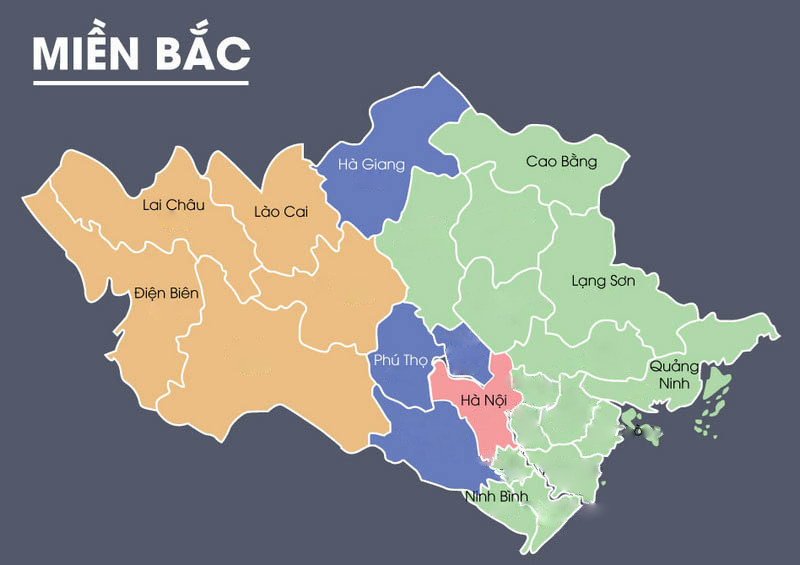 MIỀN BẮC
Hà Giang
Cao Bằng
Lai Châu
Lào Cai
Lạng Sơn
Điện Biên
Phú Thọ
Quảng
Ninh
Hà Nội
Ninh Bình